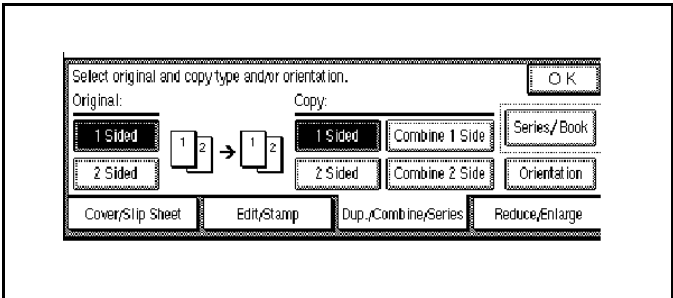 Select original and copy type and/or orientation.
OK
Original:
Copy:
1 Sided
1 2
1 2
1 Sided
Combine 1 Side
Series/Book
2 Sided
2 Sided
Combine 2 Side
Orientation
Cover/Slip Sheet
Edit/Stamp
Dup./Combine/Series
Reduce/Enlarge